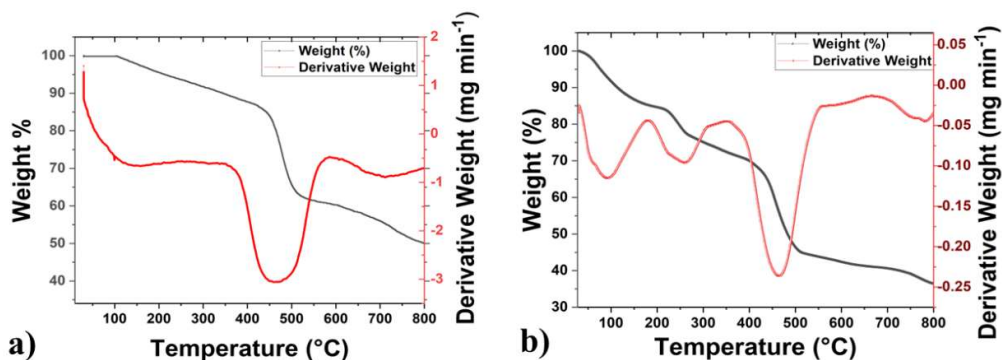 100
90
80
70
60
50
40
Weight %
100 200 300 400 500 600 700 800
Temperature (°C)
2
1
0
-1
-2
-3
Derivative Weight (mg min⁻¹)
Weight (%)
Derivative Weight
a)
100
90
80
70
60
50
40
30
Weight (%)
100 200 300 400 500 600 700 800
Temperature (°C)
0.05
0.00
-0.05
-0.10
-0.15
-0.20
-0.25
Derivative Weight (mg min⁻¹)
Weight (%)
Derivative Weight
b)